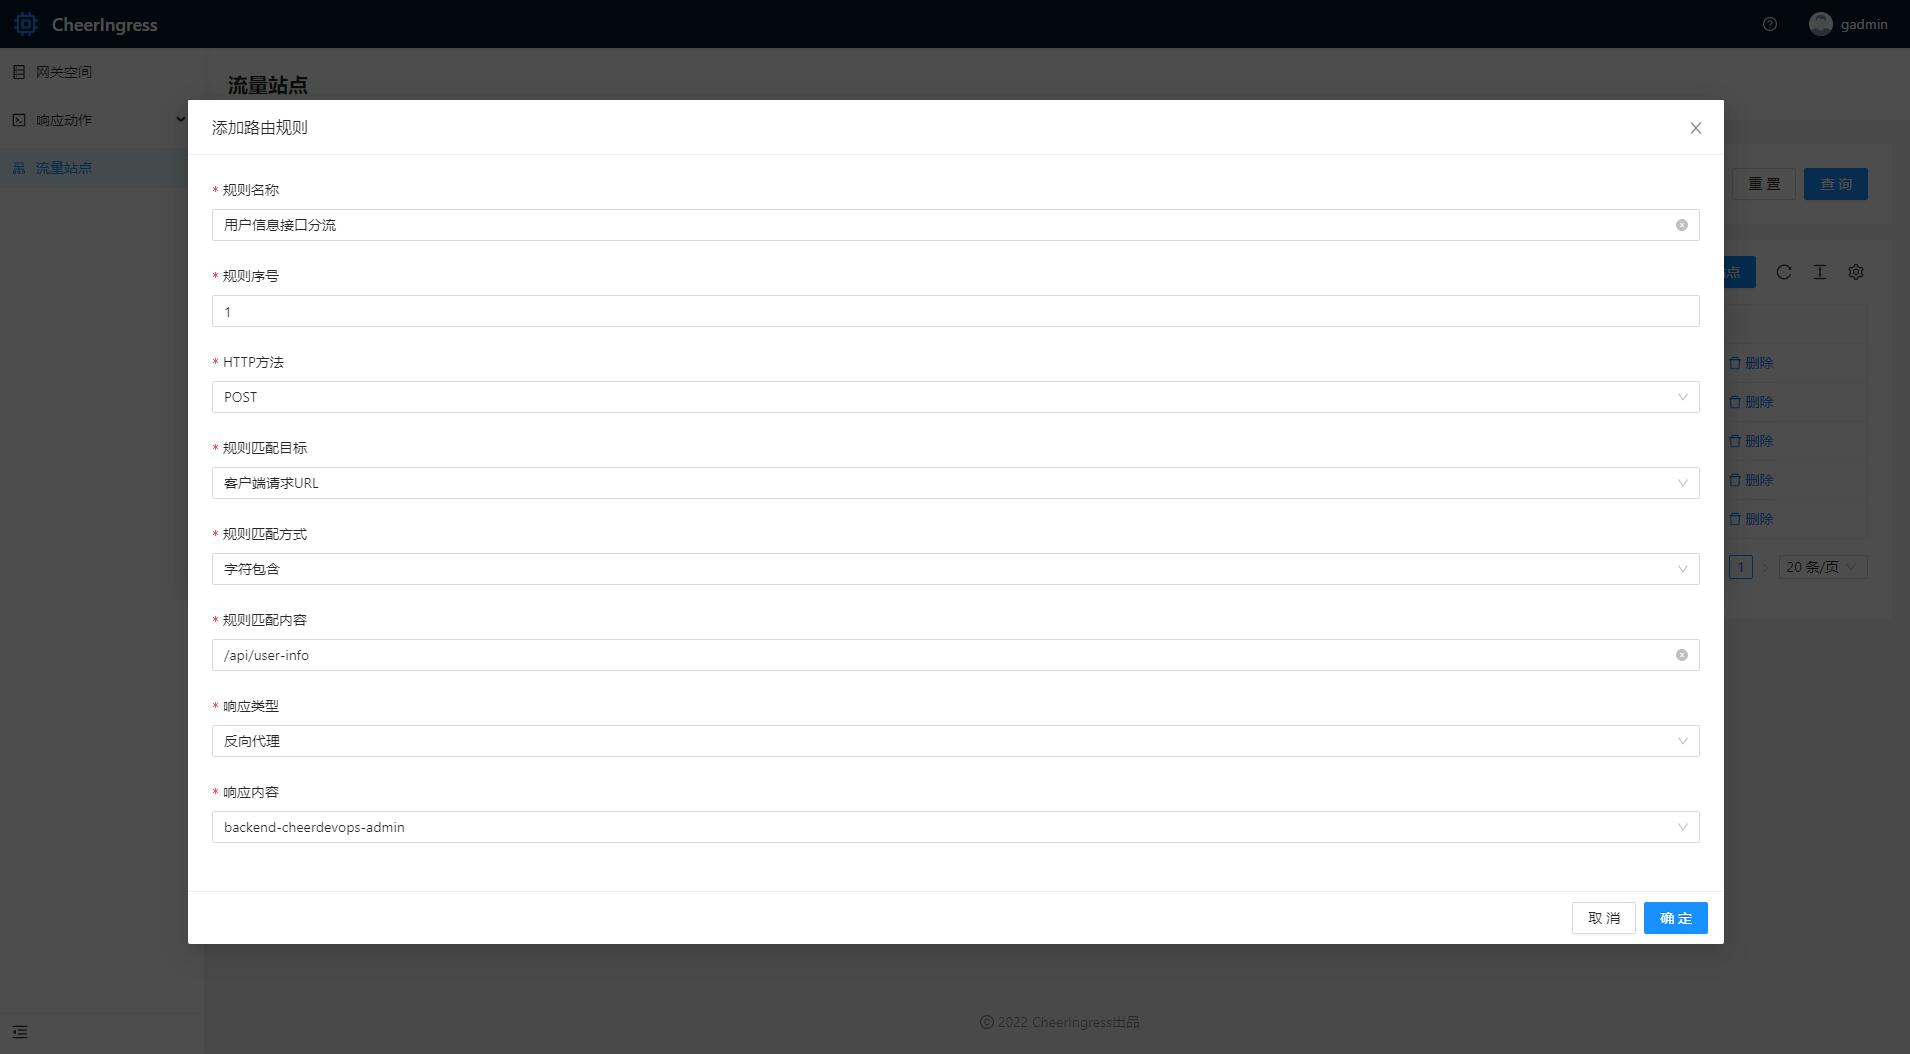 CheerIngress
gadmin
网关空间
流量站点
响应动作
流量站点
重 置
查 询
添加路由规则
* 规则名称
用户信息接口分流
* 规则序号
1
点
* HTTP方法
POST
删除
删除
* 规则匹配目标
客户端请求URL
删除
删除
* 规则匹配方式
字符包含
删除
1
20 条/页
* 规则匹配内容
/api/user-info
* 响应类型
反向代理
* 响应内容
backend-cheerdevops-admin
取 消
确 定
© 2022 CheerIngress出品